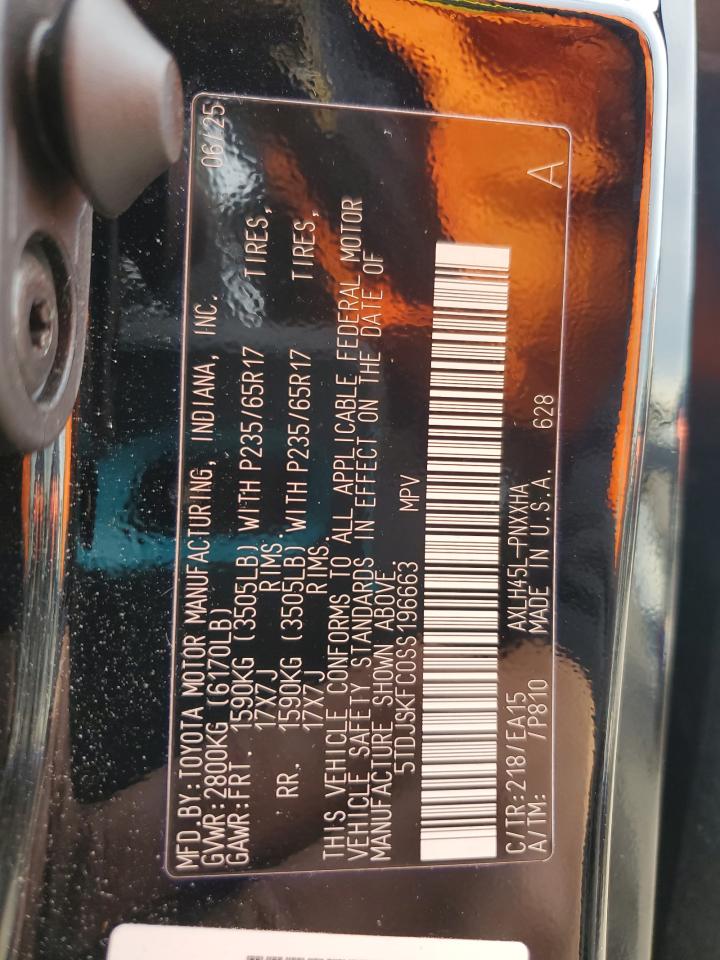 MFD.BY:TOYOTA MOTOR MANUFACTURING, INDIANA, INC. 06/25
GVWR:2800KG (6170LB)
GAWR:FRT. 1590KG (3505LB) WITH P235/65R17 TIRES,
17X7J RIMS.
RR. 1590KG (3505LB) WITH P235/65R17 TIRES,
17X7J RIMS.
THIS VEHICLE CONFORMS TO ALL APPLICABLE FEDERAL MOTOR
VEHICLE SAFETY STANDARDS IN EFFECT ON THE DATE OF
MANUFACTURE SHOWN ABOVE.
5TDJSKFC0SS196663 MPV
C/TR:218/EA15 AXLH45L-PNXXHA
A/TM: /P810 MADE IN U.S.A. 628
A